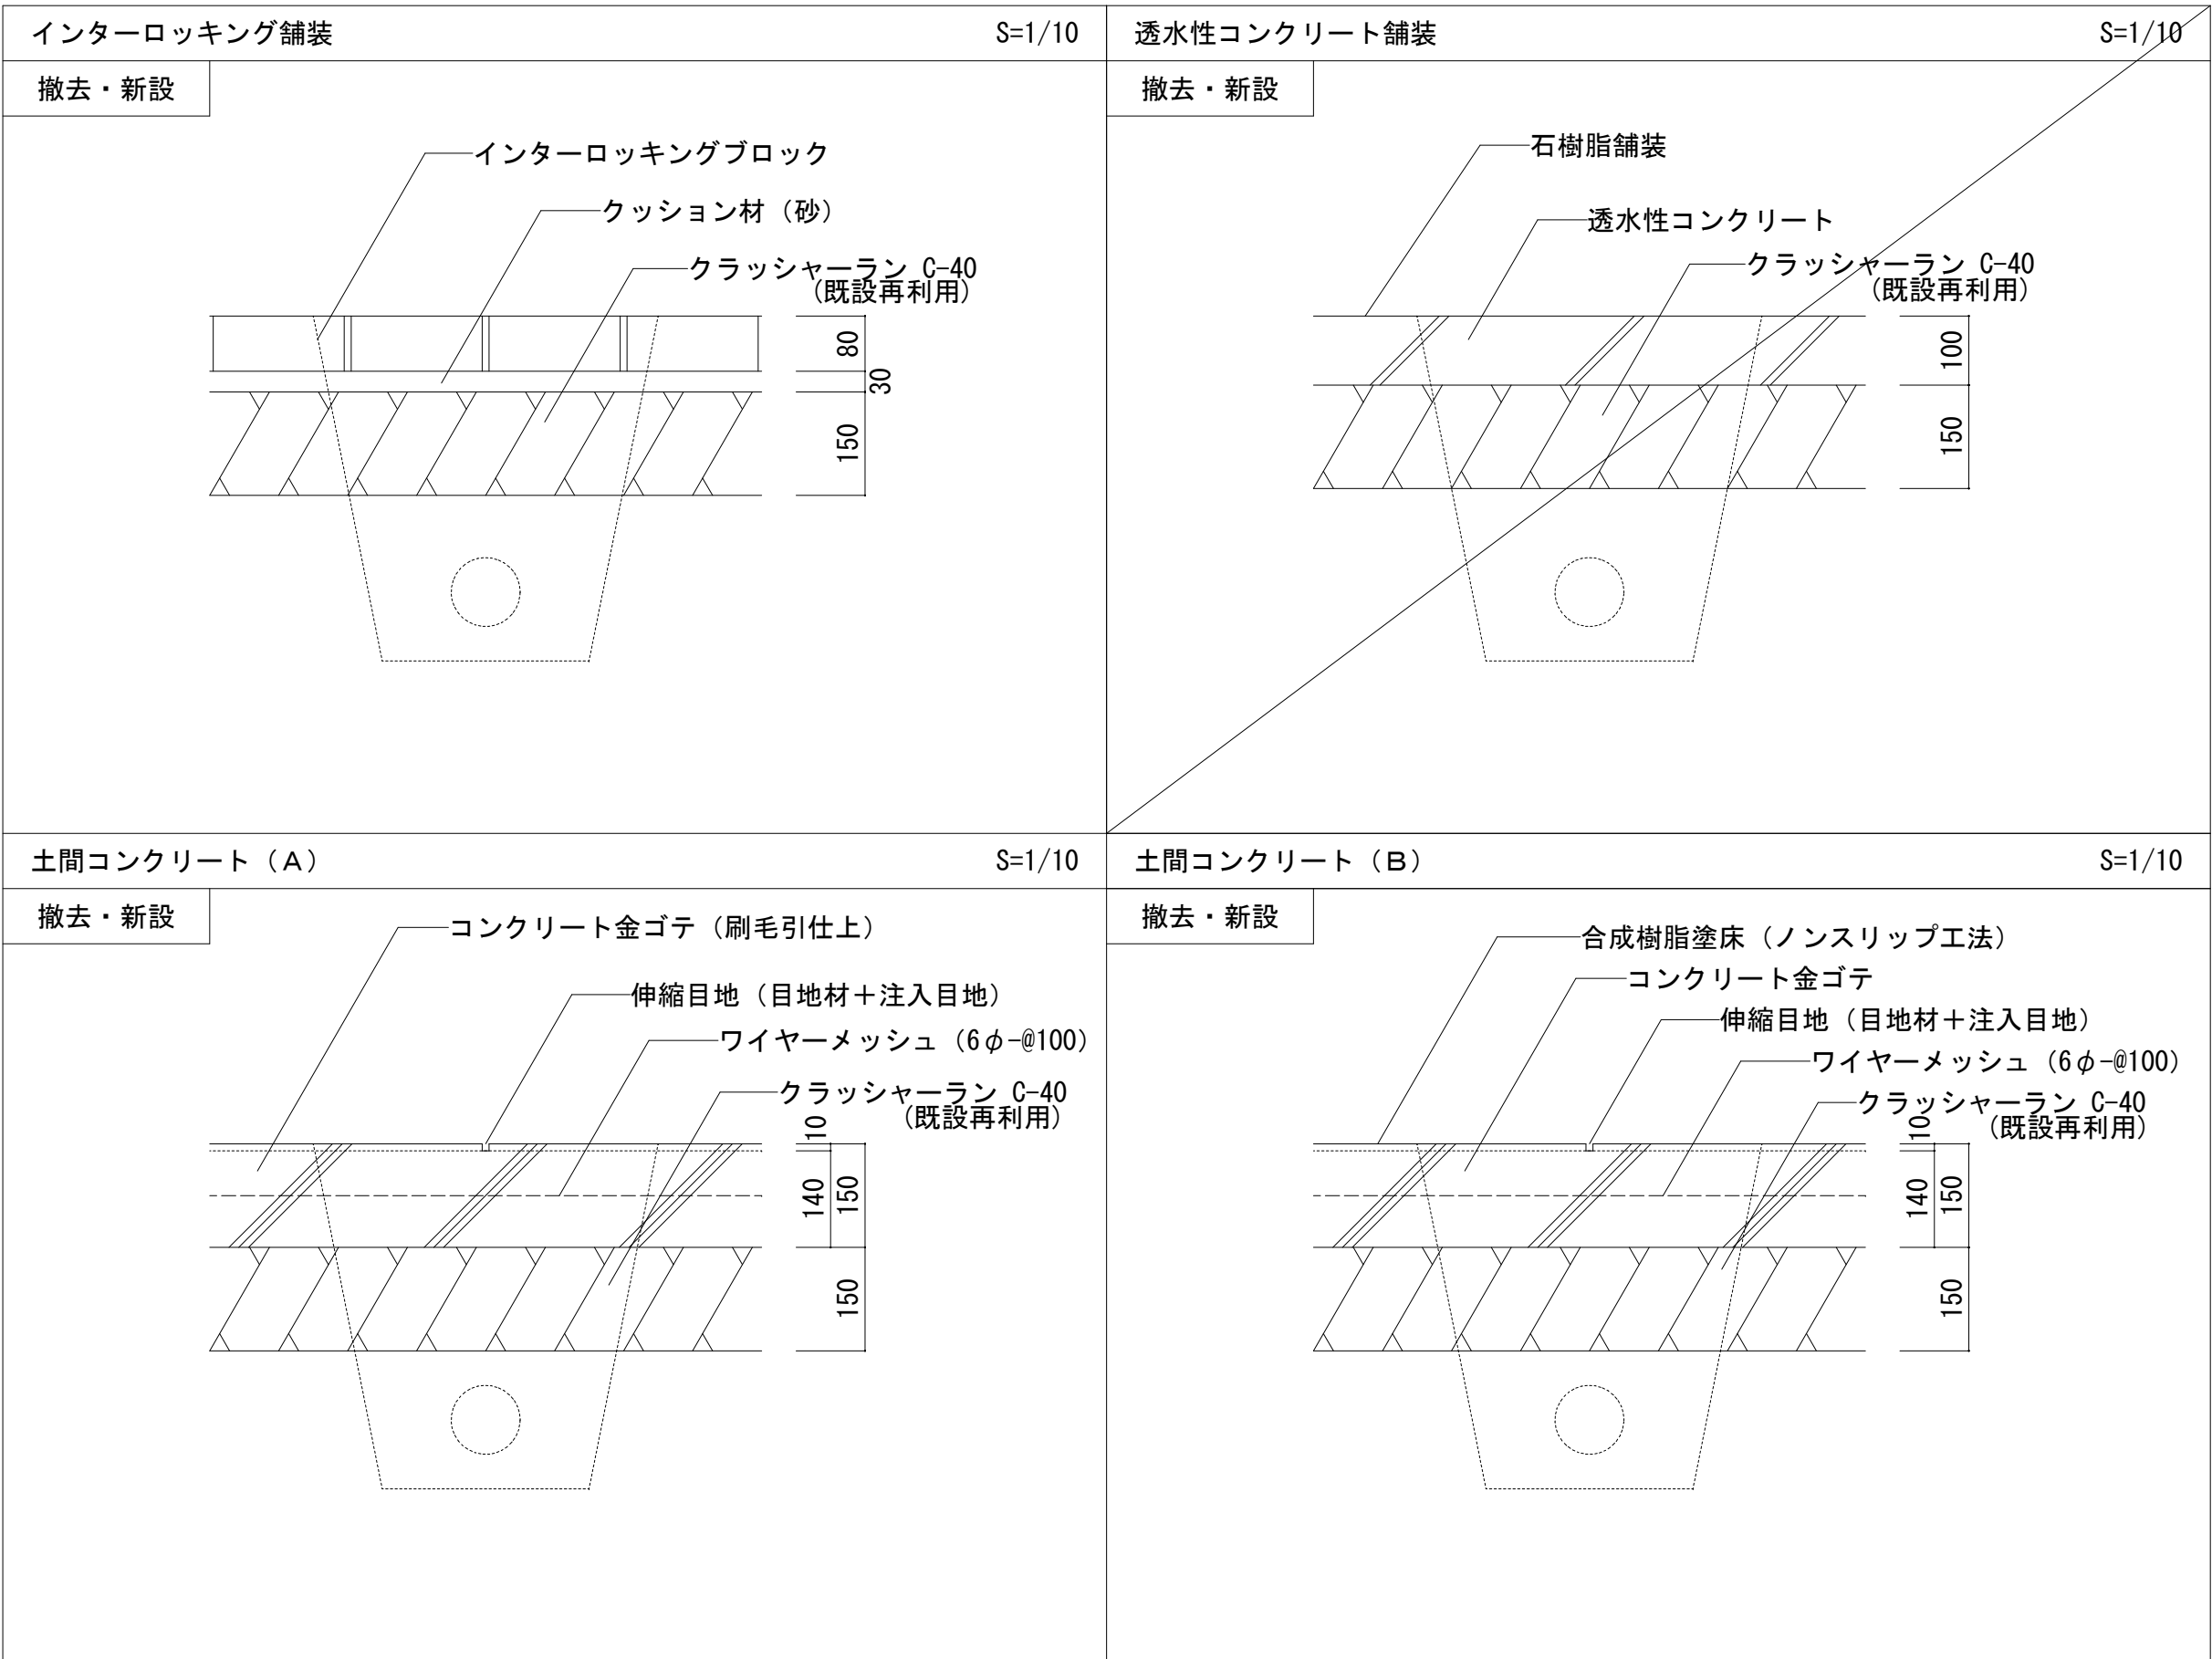 インターロッキング舗装 S=1/10
撤去・新設
インターロッキングブロック
クッション材（砂）
クラッシャーラン C-40
（既設再利用）
80
30
150
透水性コンクリート舗装 S=1/10
撤去・新設
石樹脂舗装
透水性コンクリート
クラッシャーラン C-40
（既設再利用）
100
150
土間コンクリート（Ａ） S=1/10
撤去・新設
コンクリート金ゴテ（刷毛引仕上）
伸縮目地（目地材＋注入目地）
ワイヤーメッシュ（6φ-@100）
クラッシャーラン C-40
（既設再利用）
10
140
150
150
土間コンクリート（Ｂ） S=1/10
撤去・新設
合成樹脂塗床（ノンスリップ工法）
コンクリート金ゴテ
伸縮目地（目地材＋注入目地）
ワイヤーメッシュ（6φ-@100）
クラッシャーラン C-40
（既設再利用）
10
140
150
150